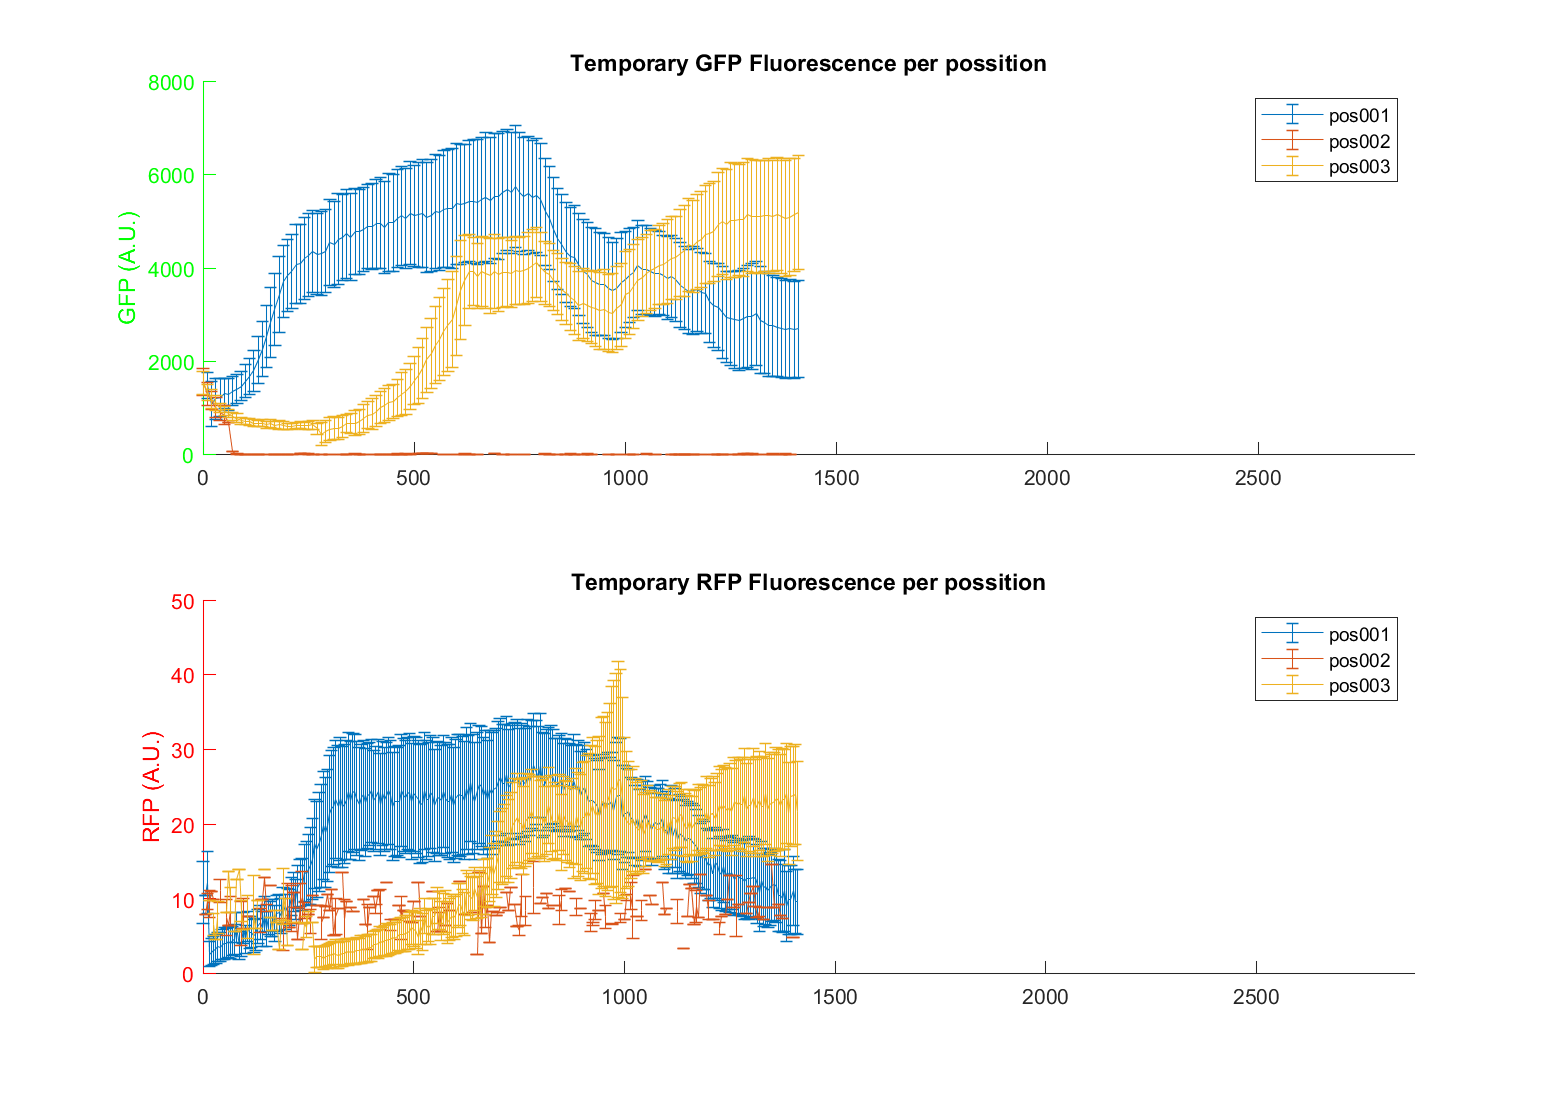 Temporary GFP Fluorescence per possition
GFP (A.U.)
8000
6000
4000
2000
0
0 500 1000 1500 2000 2500
pos001
pos002
pos003
Temporary RFP Fluorescence per possition
RFP (A.U.)
50
40
30
20
10
0
0 500 1000 1500 2000 2500
pos001
pos002
pos003